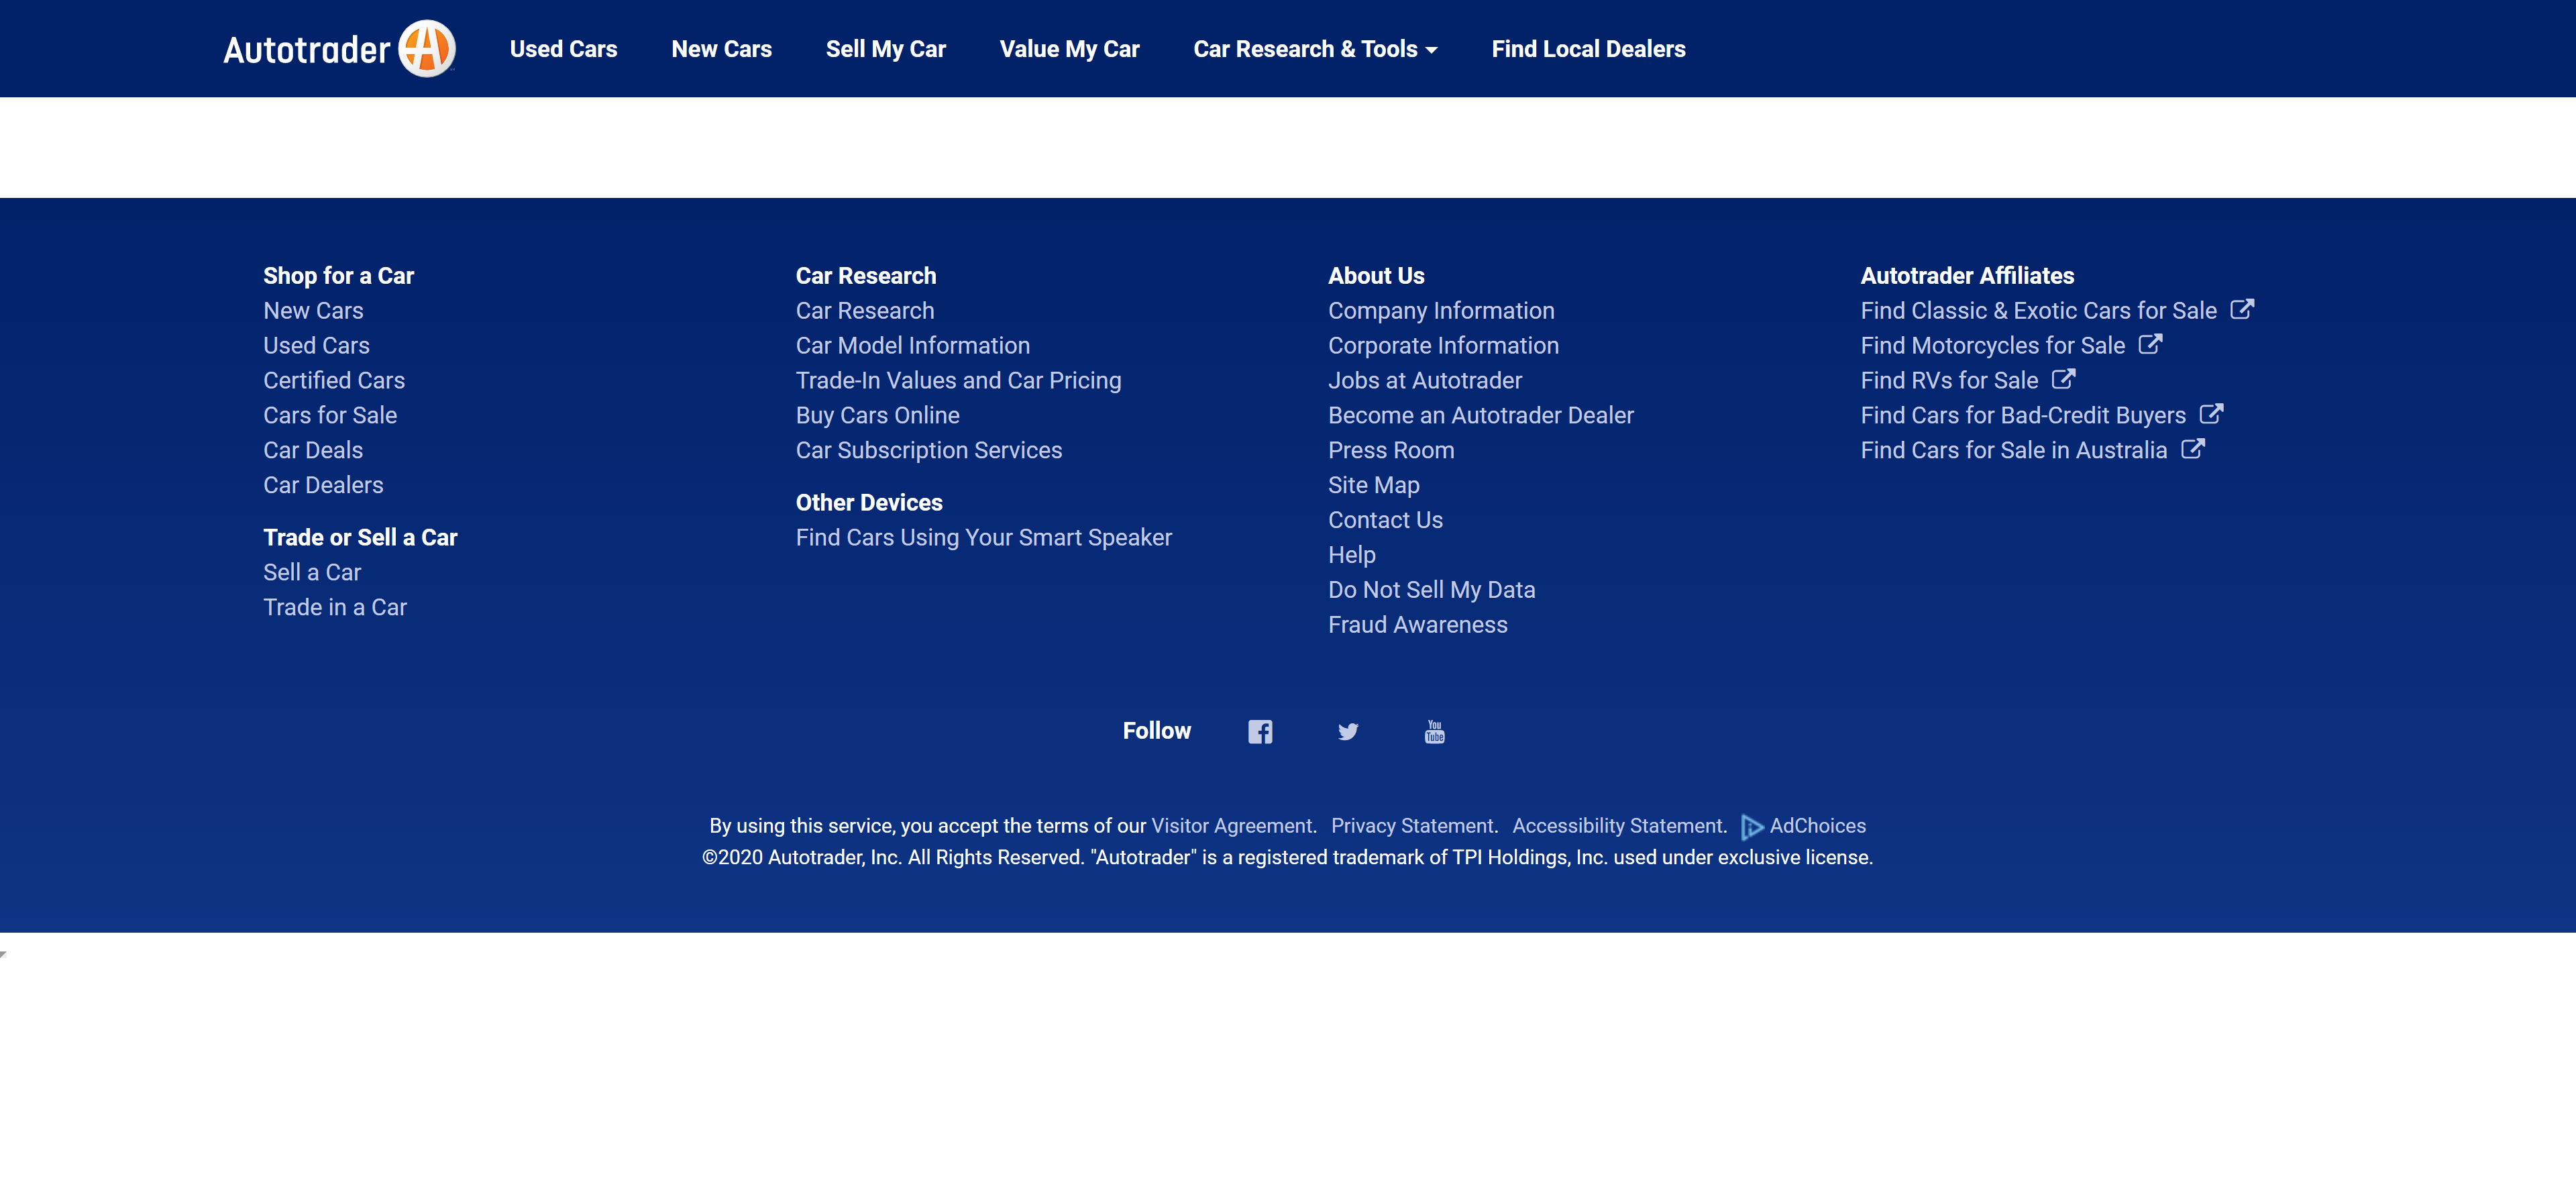 Autotrader
Used Cars
New Cars
Sell My Car
Value My Car
Car Research & Tools
Find Local Dealers
Shop for a Car
New Cars
Used Cars
Certified Cars
Cars for Sale
Car Deals
Car Dealers
Trade or Sell a Car
Sell a Car
Trade in a Car
Car Research
Car Research
Car Model Information
Trade-In Values and Car Pricing
Buy Cars Online
Car Subscription Services
Other Devices
Find Cars Using Your Smart Speaker
About Us
Company Information
Corporate Information
Jobs at Autotrader
Become an Autotrader Dealer
Press Room
Site Map
Contact Us
Help
Do Not Sell My Data
Fraud Awareness
Autotrader Affiliates
Find Classic & Exotic Cars for Sale
Find Motorcycles for Sale
Find RVs for Sale
Find Cars for Bad-Credit Buyers
Find Cars for Sale in Australia
Follow
You
Tube
By using this service, you accept the terms of our Visitor Agreement. Privacy Statement. Accessibility Statement. AdChoices
©2020 Autotrader, Inc. All Rights Reserved. "Autotrader" is a registered trademark of TPI Holdings, Inc. used under exclusive license.